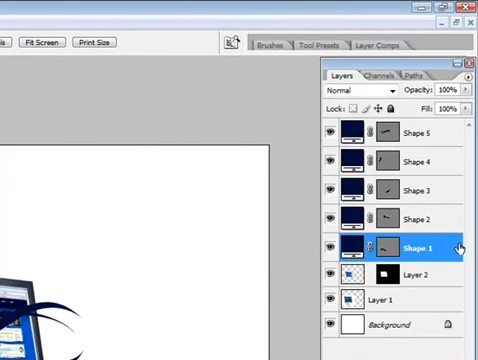 Fit Screen
Print Size
Brushes
Tool Presets
Layer Comps
Layers
Channels
Paths
Normal
Opacity: 100%
Lock:
Fill: 100%
Shape 5
Shape 4
Shape 3
Shape 2
Shape 1
Layer 2
Layer 1
Background